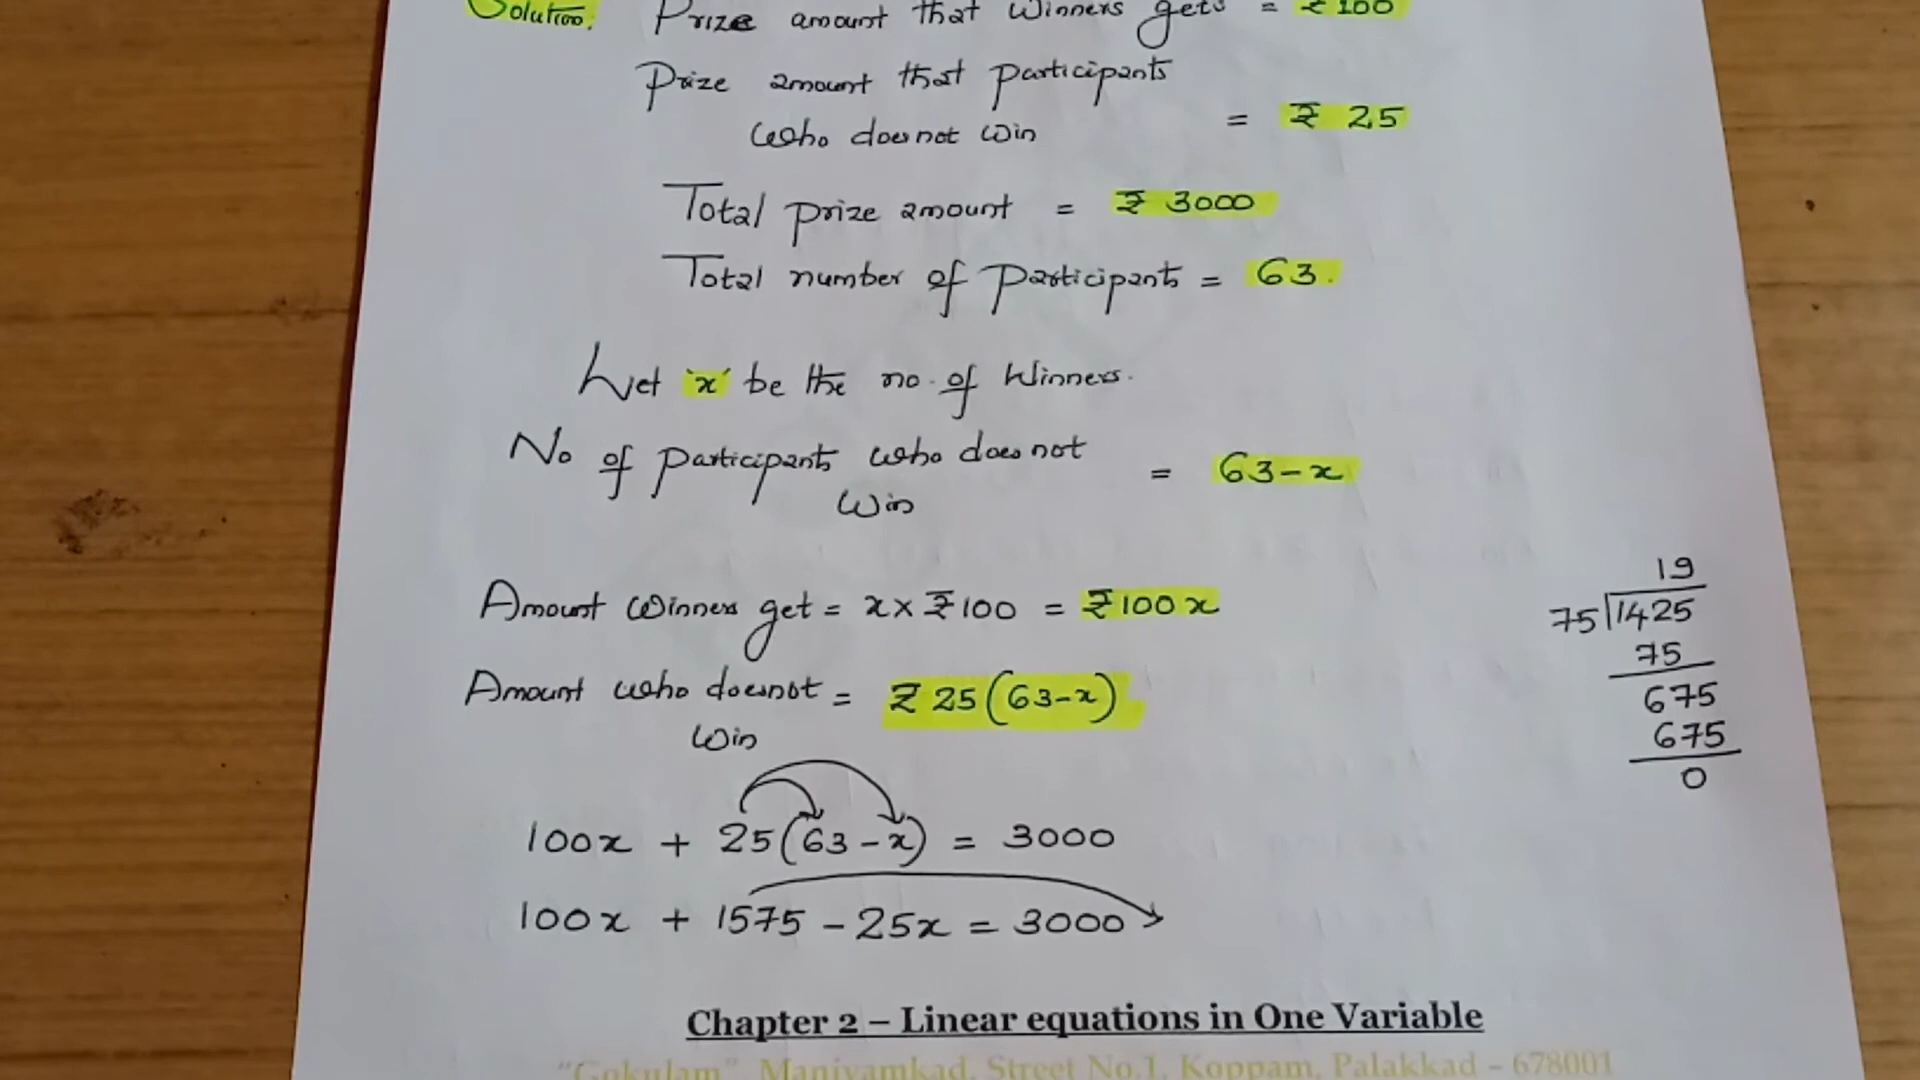 Solution. Prize amount that winners gets = ₹ 100
Prize amount that participants
who does not win = ₹ 25
Total prize amount = ₹ 3000
Total number of participants = 63.
Let 'x' be the no. of winners.
No of participants who does not
win = 63-x
Amount winners get = x × ₹100 = ₹100x
Amount who doesnot = ₹ 25(63-x)
win
100x + 25(63-x) = 3000
100x + 1575 - 25x = 3000
19
75 1425
75
675
675
0
Chapter 2 – Linear equations in One Variable
"Gokulam" Maniyamkad, Street No.1, Koppam, Palakkad – 678001